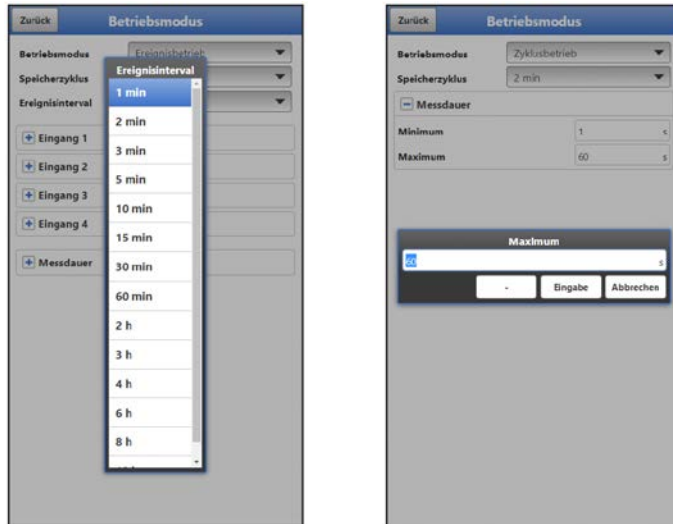 Zurück Betriebsmodus
Betriebsmodus Ereignisbetrieb
Speicherzyklus
Ereignisinterval
Ereignisinterval
1 min
2 min
3 min
5 min
10 min
15 min
30 min
60 min
2 h
3 h
4 h
6 h
8 h
Eingang 1
Eingang 2
Eingang 3
Eingang 4
Messdauer
Zurück Betriebsmodus
Betriebsmodus Zyklusbetrieb
Speicherzyklus 2 min
Messdauer
Minimum 1 s
Maximum 60 s
Maximum
60 s
- Eingabe Abbrechen